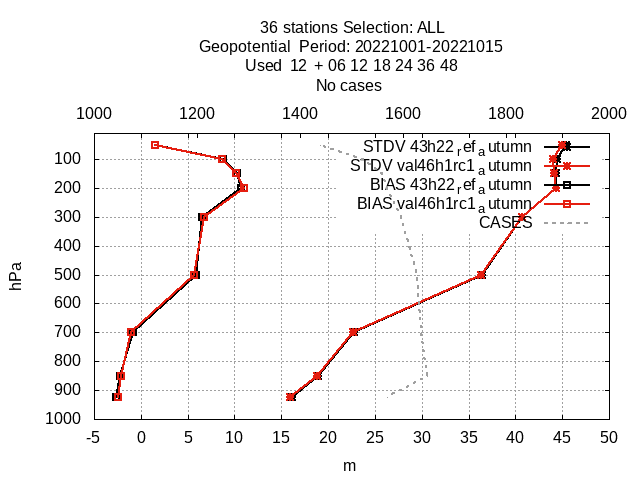 36 stations Selection: ALL
Geopotential Period: 20221001-20221015
Used 12 + 06 12 18 24 36 48
No cases
1000 1200 1400 1600 1800 2000
STDV 43h22_ref_autumn
STDV val46h1rc1_autumn
BIAS 43h22_ref_autumn
BIAS val46h1rc1_autumn
CASES
100
200
300
400
500
600
700
800
900
1000
hPa
-5 0 5 10 15 20 25 30 35 40 45 50
m